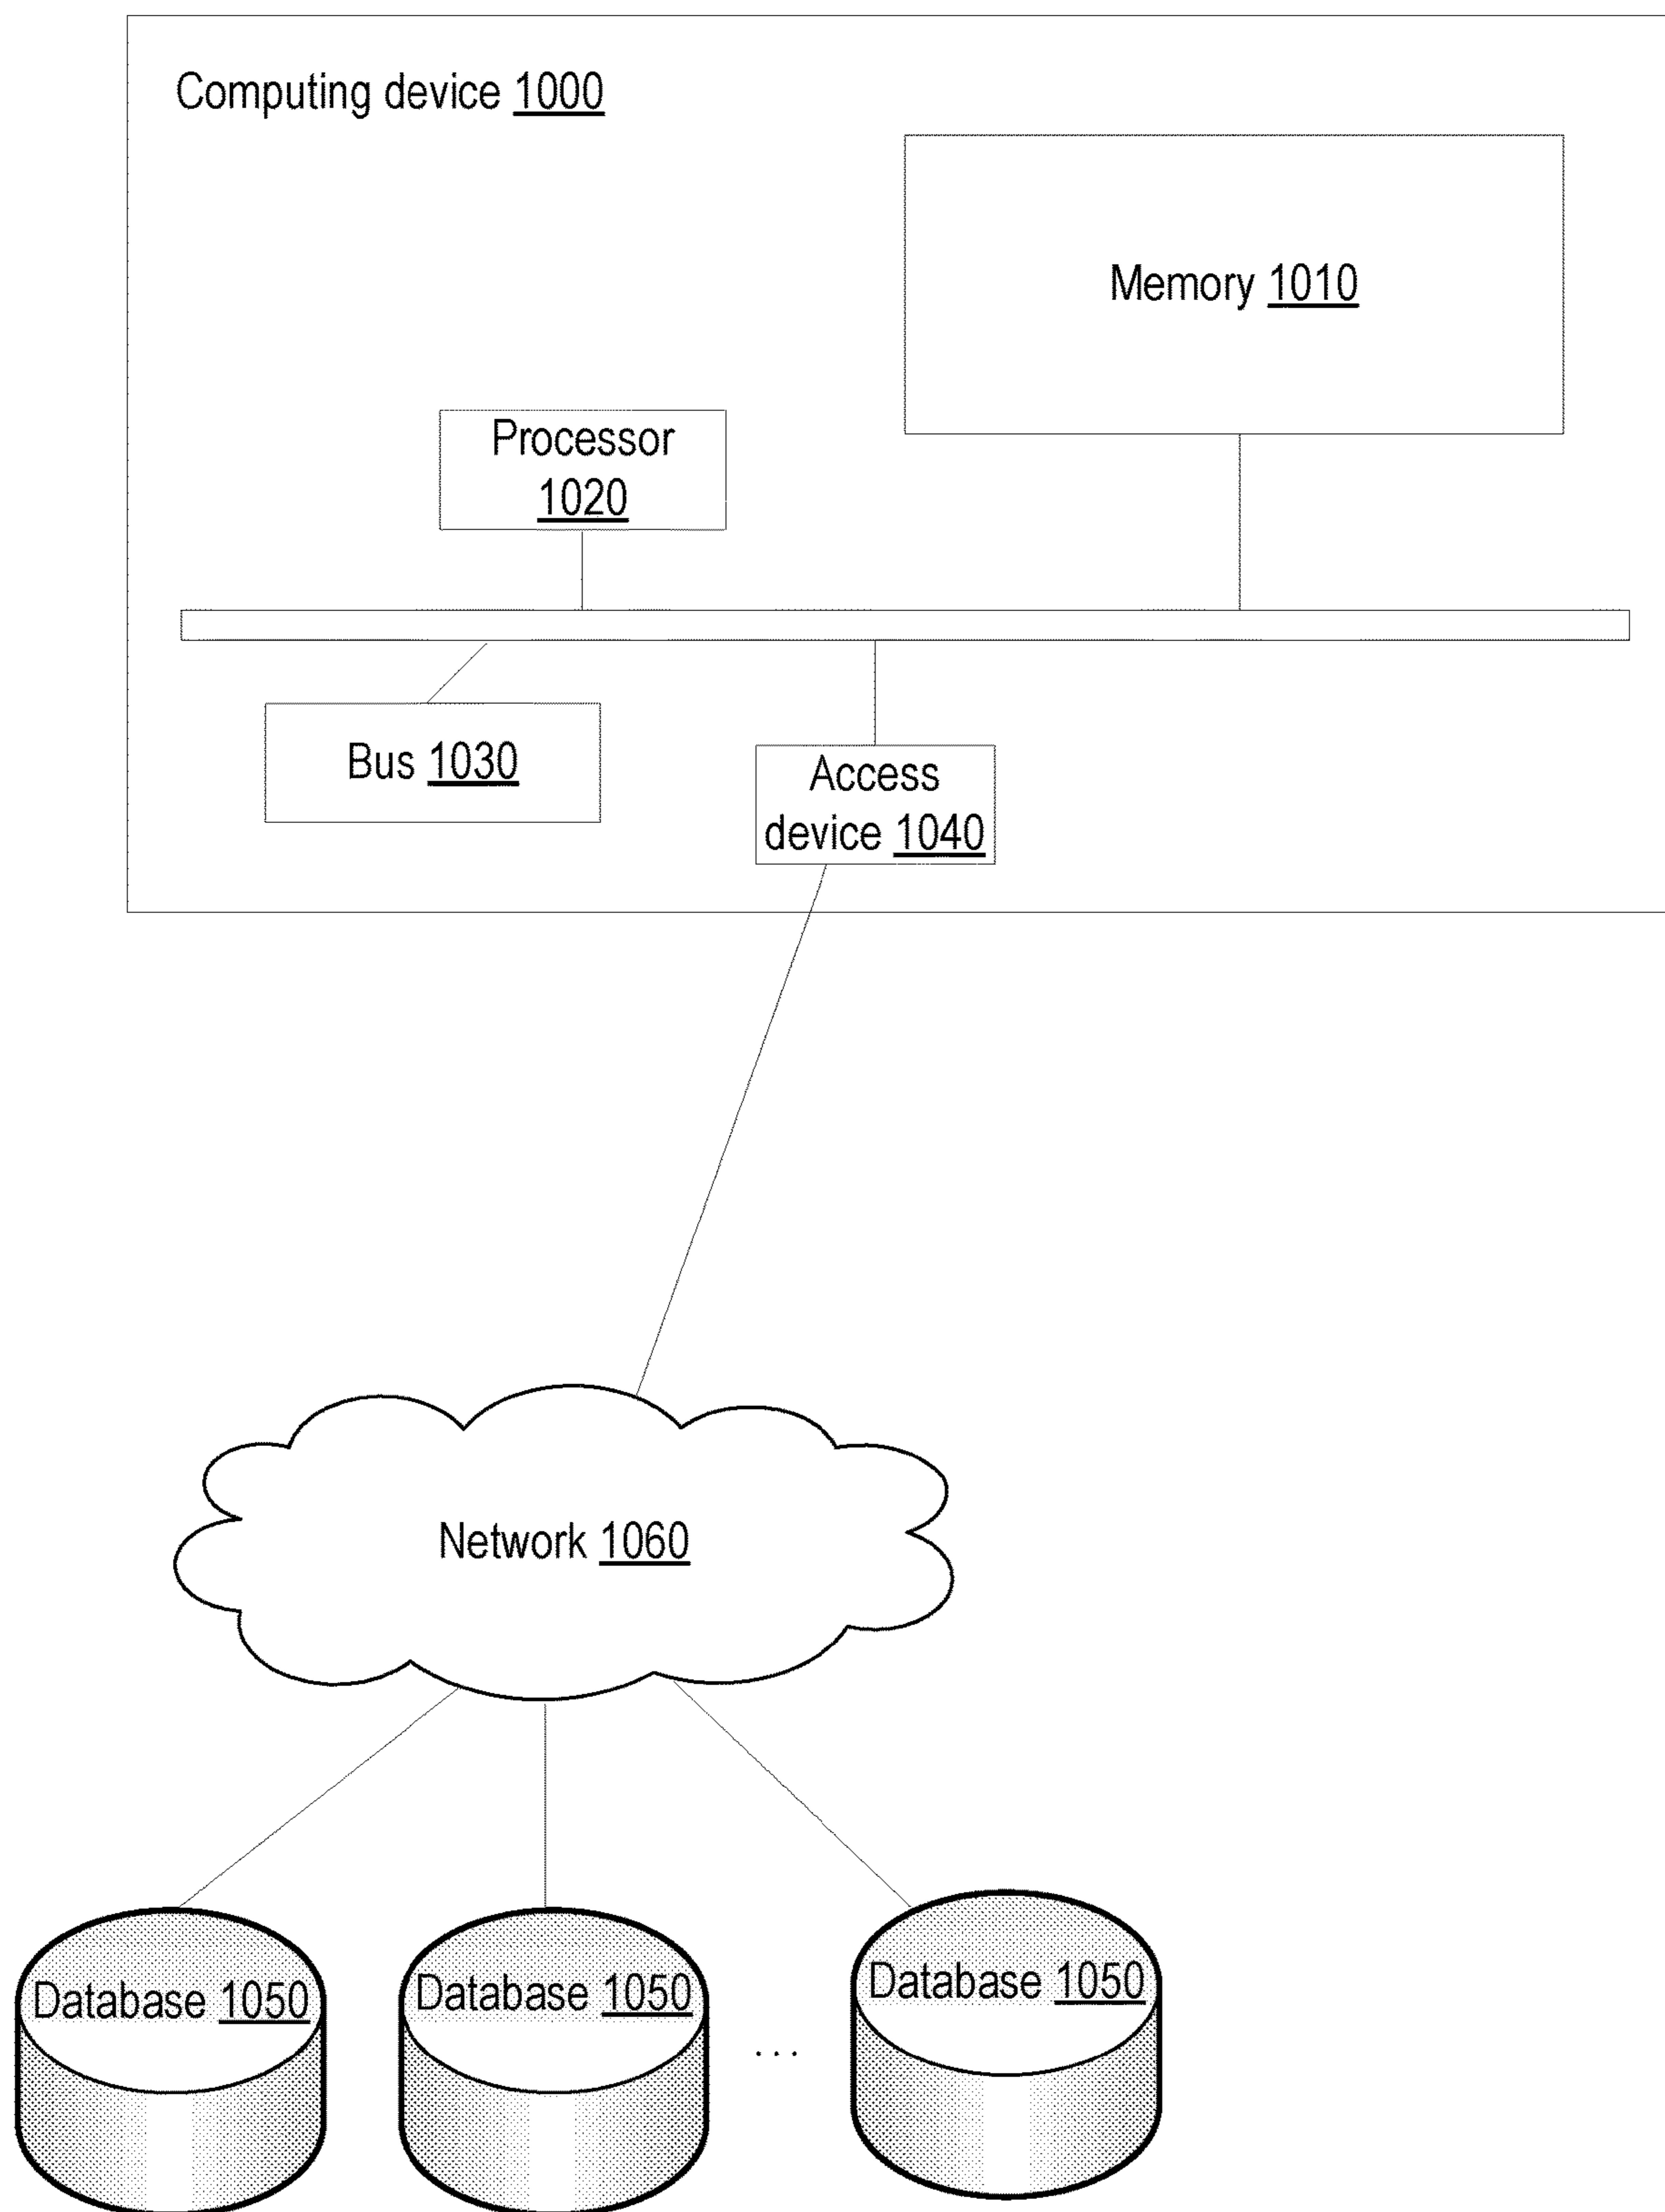 Computing device 1000
Memory 1010
Processor
1020
Bus 1030
Access
device 1040
Network 1060
Database 1050
Database 1050
...
Database 1050